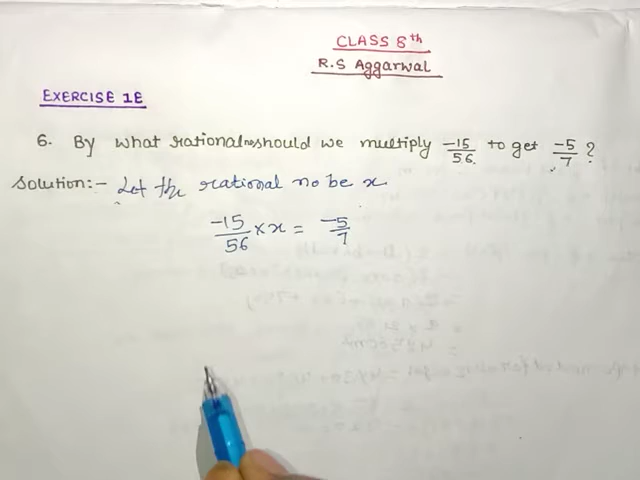 CLASS 8th
R.S Aggarwal
EXERCISE 1E
6. By what rational no should we multiply -15/56 to get -5/7 ?
Solution:- Let the rational no be x
-15/56 × x = -5/7